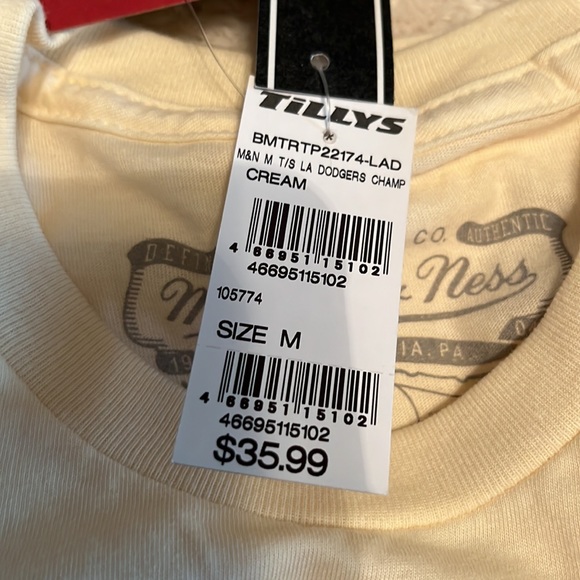 TiLLYS
BMTRTP22174-LAD
M&N M T/S LA DODGERS CHAMP
CREAM
4 66951 15102
46695115102
105774
SIZE M
4 66951 15102
46695115102
$35.99
CO. AUTHENTIC
Ness
IA. PA.